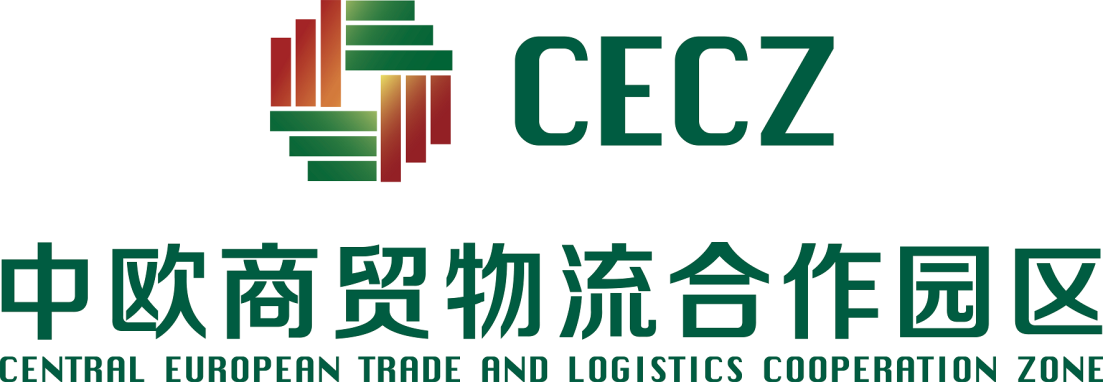 CECZ
中欧商贸物流合作园区
CENTRAL EUROPEAN TRADE AND LOGISTICS COOPERATION ZONE